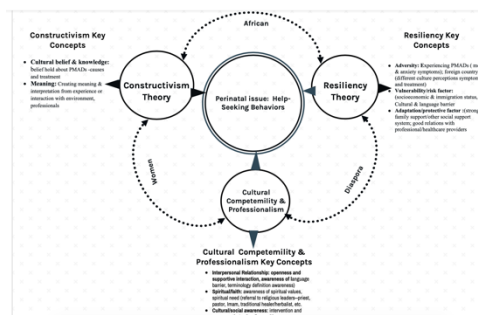 African
Constructivism Key
Concepts
• Cultural belief & knowledge:
belief held about PMADs -causes
and treatment
• Meaning: Creating meaning &
interpretation from experience or
interaction with environment,
professionals
Constructivism
Theory
Perinatal issue: Help-
Seeking Behaviors
Resiliency
Theory
Resiliency Key
Concepts
• Adversity: Experiencing PMADs (
& anxiety symptoms); foreign country
(different culture perceptions
and treatment)
• Vulnerability/risk factor:
(socioeconomic & immigration status,
Cultural & language barrier
• Adaptation/protective factor :(strong
family support/other social support
system; good relations with
professional/healthcare providers
Women
Diaspora
Cultural
Competemility &
Professionalism
Cultural Competemility &
Professionalism Key Concepts
• Interpersonal Relationship: openness and
supportive interaction, awareness of language
barrier, terminology definition awareness)
• Spiritual/faith: awareness of spiritual values,
spiritual need (referral to religious leaders-priest,
pastor, Imam, traditional healer/herbalist, etc.
• Cultural/social awareness: intervention and